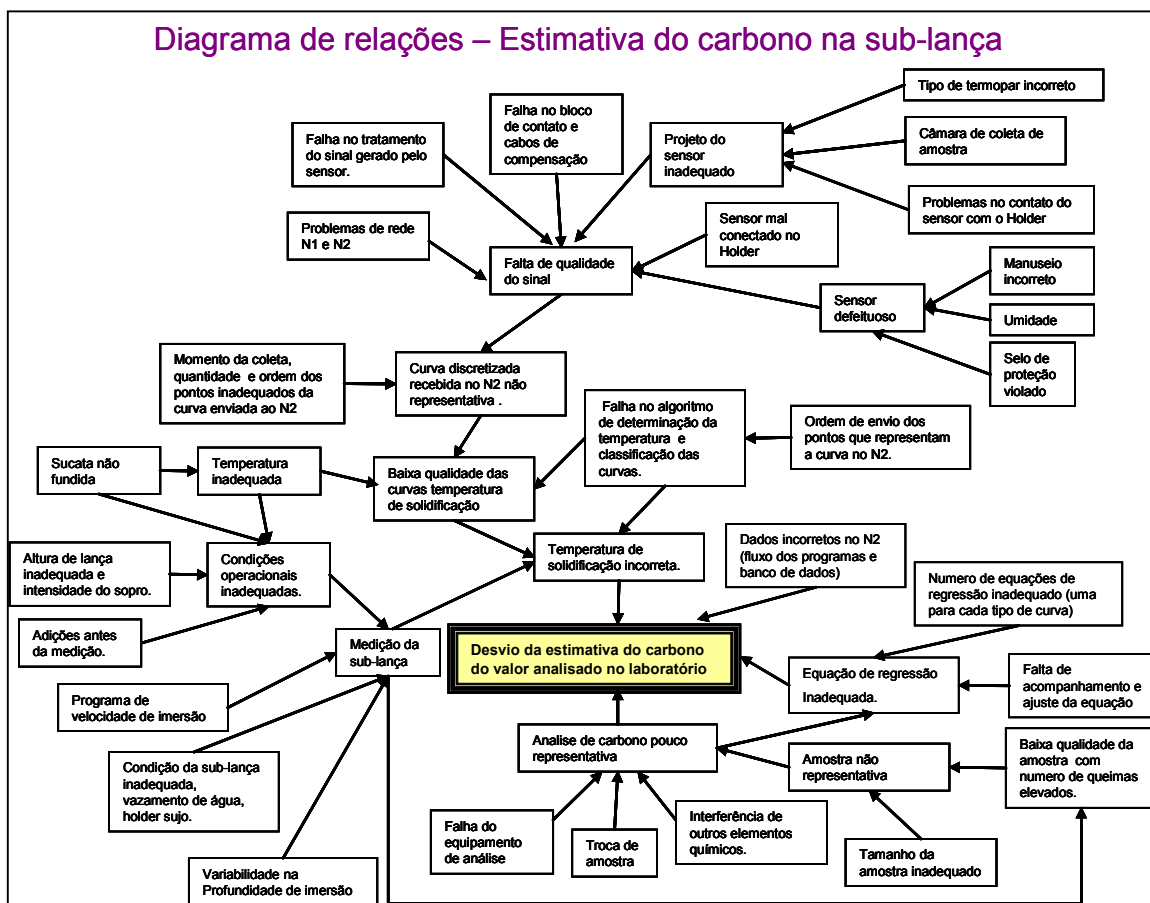 Diagrama de relações – Estimativa do carbono na sub-lança
Tipo de termopar incorreto
Falha no bloco
de contato e
cabos de
compensação
Falha no tratamento
do sinal gerado pelo
sensor.
Projeto do
sensor
inadequado
Câmara de coleta de
amostra
Problemas no contato do
sensor com o Holder
Problemas de rede
N1 e N2
Sensor mal
conectado no
Holder
Falta de qualidade
do sinal
Manuseio
incorreto
Sensor
defeituoso
Umidade
Selo de
proteção
violado
Momento da coleta,
quantidade e ordem dos
pontos inadequados da
curva enviada ao N2
Curva discretizada
recebida no N2 não
representativa .
Falha no algoritmo
de determinação da
temperatura e
classificação das
curvas.
Ordem de envio dos
pontos que representam
a curva no N2.
Sucata não
fundida
Temperatura
inadequada
Baixa qualidade das
curvas temperatura
de solidificação
Altura de lança
inadequada e
intensidade do sopro.
Condições
operacionais
inadequadas.
Temperatura de
solidificação incorreta.
Dados incorretos no N2
(fluxo dos programas e
banco de dados)
Numero de equações de
regressão inadequado (uma
para cada tipo de curva)
Adições antes
da medição.
Medição da
sub-lança
Desvio da estimativa do carbono
do valor analisado no laboratório
Equação de regressão
Inadequada.
Falta de
acompanhamento e
ajuste da equação
Programa de
velocidade de imersão
Analise de carbono pouco
representativa
Amostra não
representativa
Baixa qualidade da
amostra com
numero de queimas
elevados.
Condição da sub-lança
inadequada,
vazamento de água,
holder sujo.
Falha do
equipamento
de análise
Troca de
amostra
Interferência de
outros elementos
químicos.
Tamanho da
amostra inadequado
Variabilidade na
Profundidade de imersão